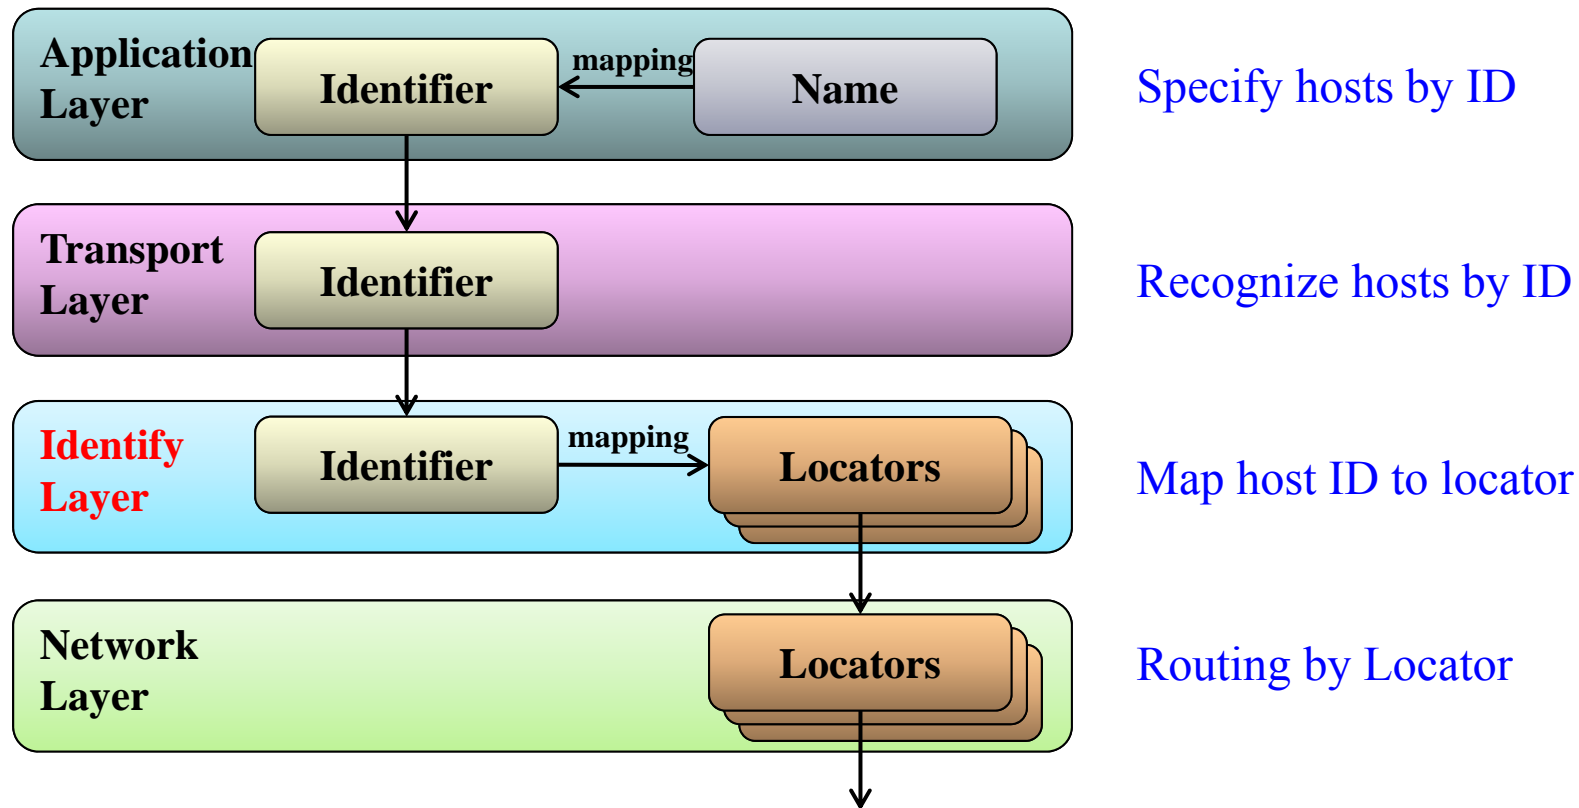 Application
Layer
Identifier
mapping
Name
Specify hosts by ID
Transport
Layer
Identifier
Recognize hosts by ID
Identify
Layer
Identifier
mapping
Locators
Map host ID to locator
Network
Layer
Locators
Routing by Locator